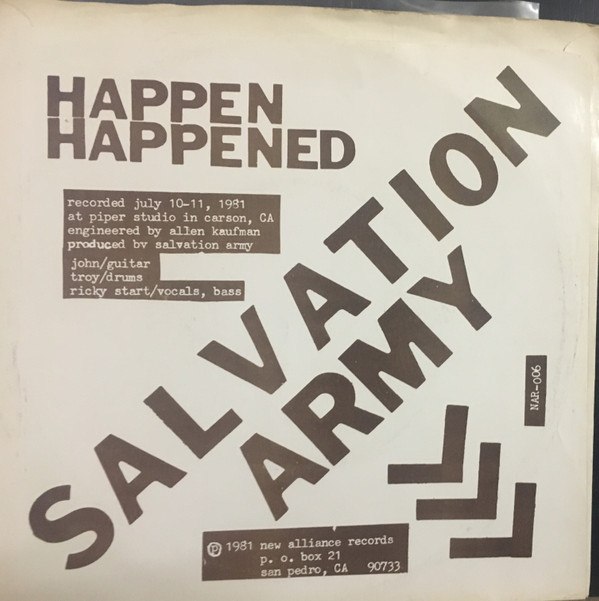 HAPPEN
HAPPENED
recorded july 10-11, 1981
at piper studio in carson, CA
engineered by allen kaufman
produced by salvation army
john/guitar
troy/drums
ricky start/vocals, bass
SALVATION
ARMY
NAR-006
℗ 1981 new alliance records
p. o. box 21
san pedro, CA 90733